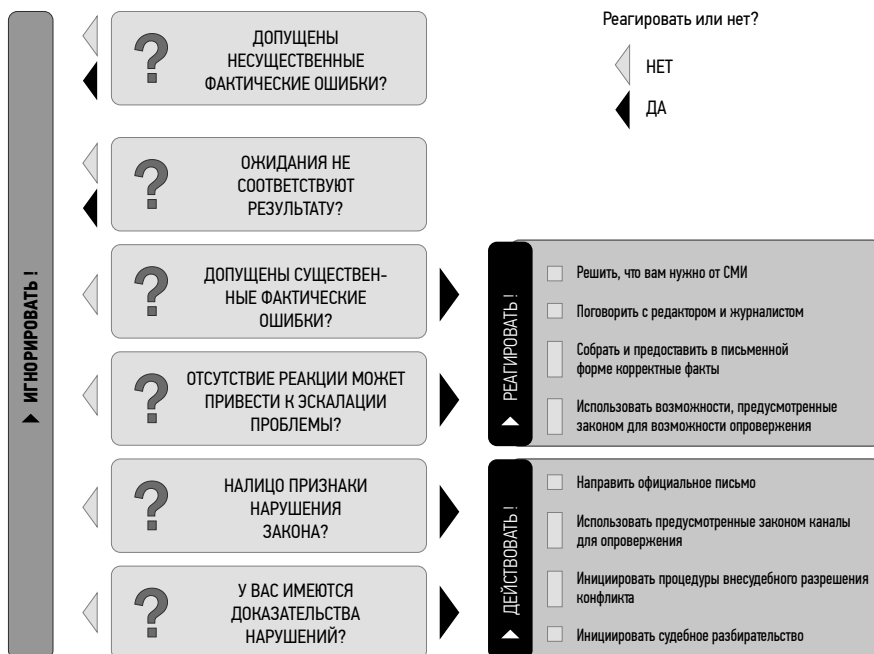 ИГНОРИРОВАТЬ !
?
ДОПУЩЕНЫ
НЕСУЩЕСТВЕННЫЕ
ФАКТИЧЕСКИЕ ОШИБКИ?
?
ОЖИДАНИЯ НЕ
СООТВЕТСТВУЮТ
РЕЗУЛЬТАТУ?
?
ДОПУЩЕНЫ СУЩЕСТВЕН-
НЫЕ ФАКТИЧЕСКИЕ
ОШИБКИ?
?
ОТСУТСТВИЕ РЕАКЦИИ МОЖЕТ
ПРИВЕСТИ К ЭСКАЛАЦИИ
ПРОБЛЕМЫ?
?
НАЛИЦО ПРИЗНАКИ
НАРУШЕНИЯ
ЗАКОНА?
?
У ВАС ИМЕЮТСЯ
ДОКАЗАТЕЛЬСТВА
НАРУШЕНИЙ?
Реагировать или нет?
НЕТ
ДА
РЕАГИРОВАТЬ !
Решить, что вам нужно от СМИ
Поговорить с редактором и журналистом
Собрать и предоставить в письменной
форме корректные факты
Использовать возможности, предусмотренные
законом для возможности опровержения
ДЕЙСТВОВАТЬ !
Направить официальное письмо
Использовать предусмотренные законом каналы
для опровержения
Инициировать процедуры внесудебного разрешения
конфликта
Инициировать судебное разбирательство